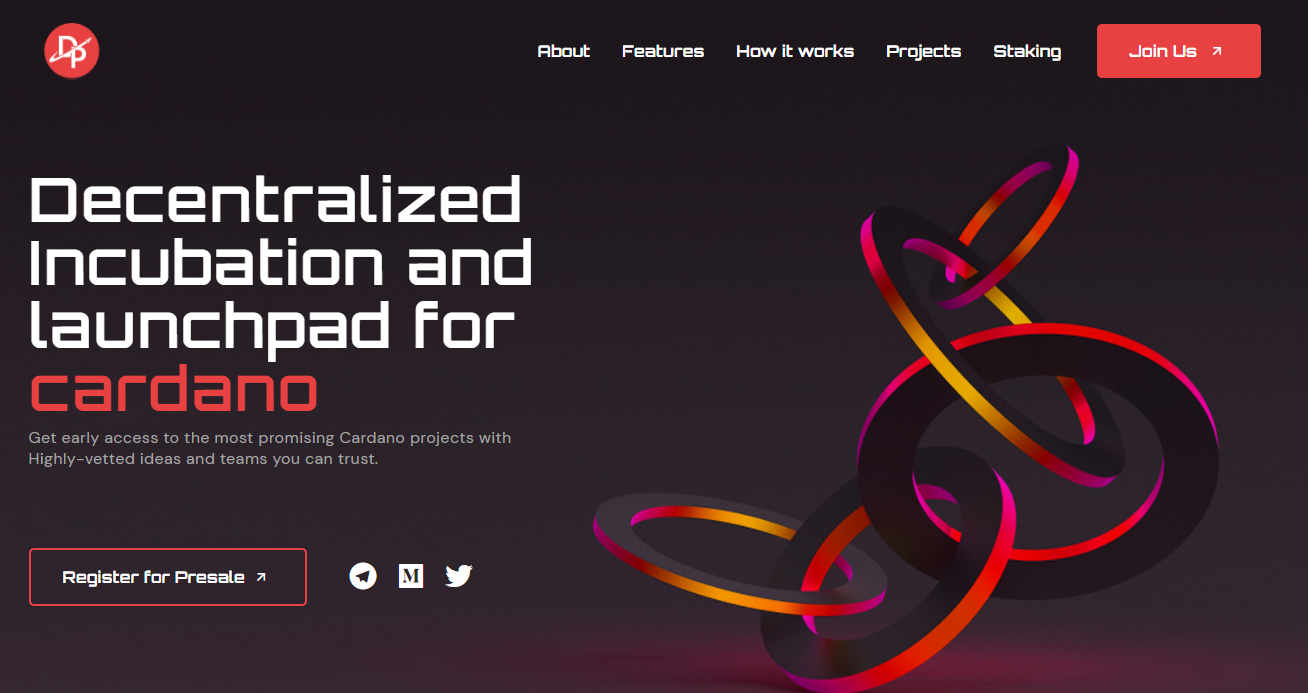 DP
About Features How it works Projects Staking Join Us
Decentralized
Incubation and
launchpad for
cardano
Get early access to the most promising Cardano projects with
Highly-vetted ideas and teams you can trust.
Register for Presale
M